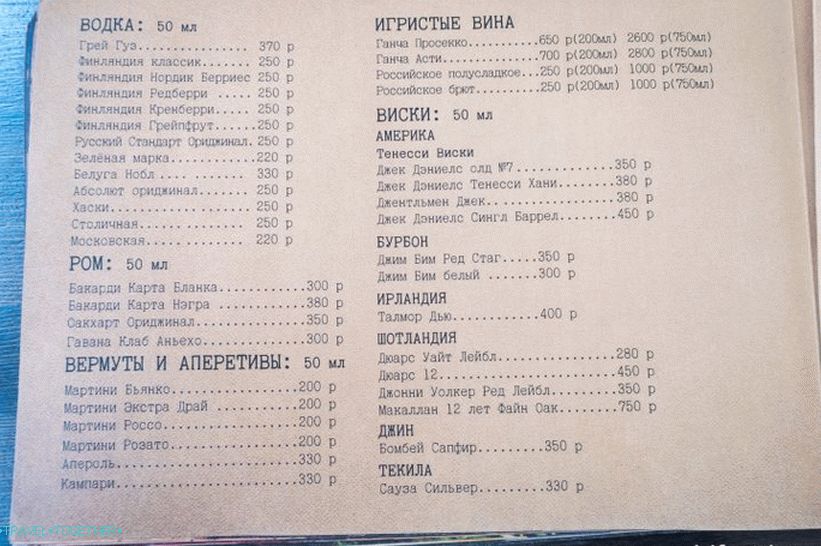 ВОДКА: 50 мл
Грей Гуз............... 370 р
Финляндия классик....... 250 р
Финляндия Нордик Берриес 250 р
Финляндия Редберри ..... 250 р
Финляндия Кренберри..... 250 р
Финляндия Грейпфрут..... 250 р
Русский Стандарт Ориджинал. 250 р
Зелёная марка...........220 р
Белуга Нобл .... ....... 330 р
Абсолют ориджинал....... 250 р
Хаски..... ............. 250 р
Столичная..... ........ 250 р
Московская..... ........ 220 р
РОМ: 50 мл
Бакарди Карта Бланка............300 р
Бакарди Карта Нэгра ............380 р
Сакхарт Ориджинал...............350 р
Гавана Клаб Аньехо..............300 р
ВЕРМУТЫ И АПЕРЕТИВЫ: 50 мл
Мартини Бьянко.................200 р
Мартини Экстра Драй ...........200 р
Мартини Россо..................200 р
Мартини Розато.................200 р
Апероль........................330 р
Кампари........................330 р
ИГРИСТЫЕ ВИНА
Ганча Просекко..........650 р(200мл) 2600 р(750мл)
Ганча Асти..............700 р(200мл) 2800 р(750мл)
Российское полусладкое...250 р(200мл) 1000 р(750мл)
Российское брют.........250 р(200мл) 1000 р(750мл)
ВИСКИ: 50 мл
АМЕРИКА
Тенесси Виски
Джек Дэниелс олд №7.............350 р
Джек Дэниелс Тенесси Хани........380 р
Джентльмен Джек..................380 р
Джек Дэниелс Сингл Баррел........450 р
БУРБОН
Джим Бим Ред Стаг.....350 р
Джим Бим белый .......300 р
ИРЛАНДИЯ
Талмор Дью............400 р
ШОТЛАНДИЯ
Дюарс Уайт Лейбл................280 р
Дюарс 12........................450 р
Джонни Уолкер Ред Лейбл.........350 р
Макаллан 12 лет Файн Оак........750 р
ДЖИН
Бомбей Сапфир.........350 р
ТЕКИЛА
Сауза Сильвер.........330 р